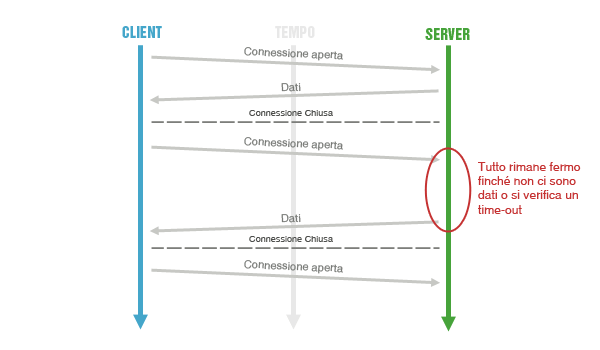 CLIENT
TEMPO
SERVER
Connessione aperta
Dati
Connessione Chiusa
Connessione aperta
Tutto rimane fermo
finché non ci sono
dati o si verifica un
time-out
Dati
Connessione Chiusa
Connessione aperta